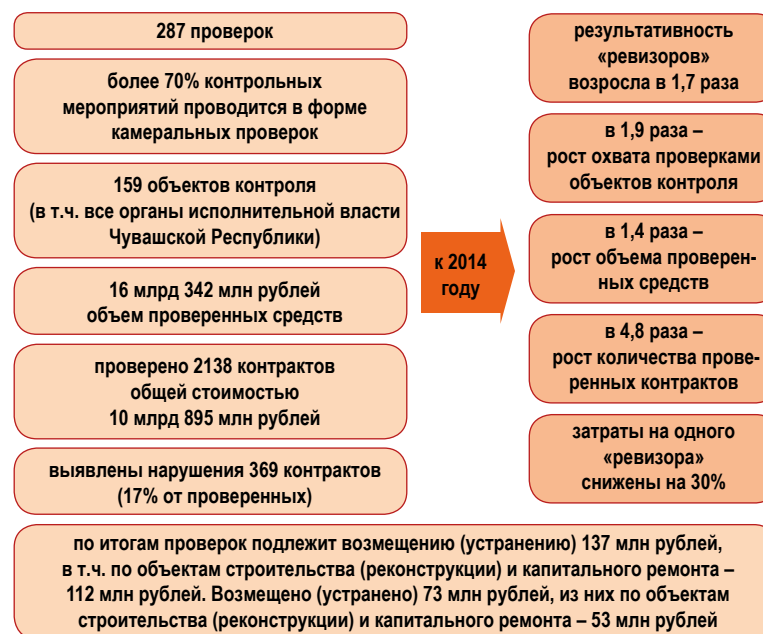 287 проверок
более 70% контрольных
мероприятий проводится в форме
камеральных проверок
159 объектов контроля
(в т.ч. все органы исполнительной власти
Чувашской Республики)
16 млрд 342 млн рублей
объем проверенных средств
проверено 2138 контрактов
общей стоимостью
10 млрд 895 млн рублей
выявлены нарушения 369 контрактов
(17% от проверенных)
к 2014
году
результативность
«ревизоров»
возросла в 1,7 раза
в 1,9 раза –
рост охвата проверками
объектов контроля
в 1,4 раза –
рост объема проверен-
ных средств
в 4,8 раза –
рост количества прове-
ренных контрактов
затраты на одного
«ревизора»
снижены на 30%
по итогам проверок подлежит возмещению (устранению) 137 млн рублей,
в т.ч. по объектам строительства (реконструкции) и капитального ремонта –
112 млн рублей. Возмещено (устранено) 73 млн рублей, из них по объектам
строительства (реконструкции) и капитального ремонта – 53 млн рублей